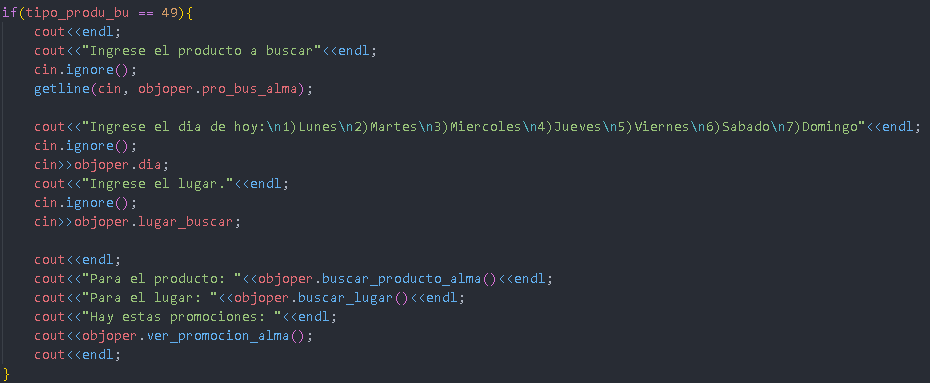 if(tipo_produ_bu == 49){
    cout<<endl;
    cout<<"Ingrese el producto a buscar"<<endl;
    cin.ignore();
    getline(cin, objoper.pro_bus_alma);

    cout<<"Ingrese el dia de hoy:\n1)Lunes\n2)Martes\n3)Miercoles\n4)Jueves\n5)Viernes\n6)Sabado\n7)Domingo"<<endl;
    cin.ignore();
    cin>>objoper.dia;
    cout<<"Ingrese el lugar."<<endl;
    cin.ignore();
    cin>>objoper.lugar_buscar;

    cout<<endl;
    cout<<"Para el producto: "<<objoper.buscar_producto_alma()<<endl;
    cout<<"Para el lugar: "<<objoper.buscar_lugar()<<endl;
    cout<<"Hay estas promociones: "<<endl;
    cout<<objoper.ver_promocion_alma();
    cout<<endl;
}